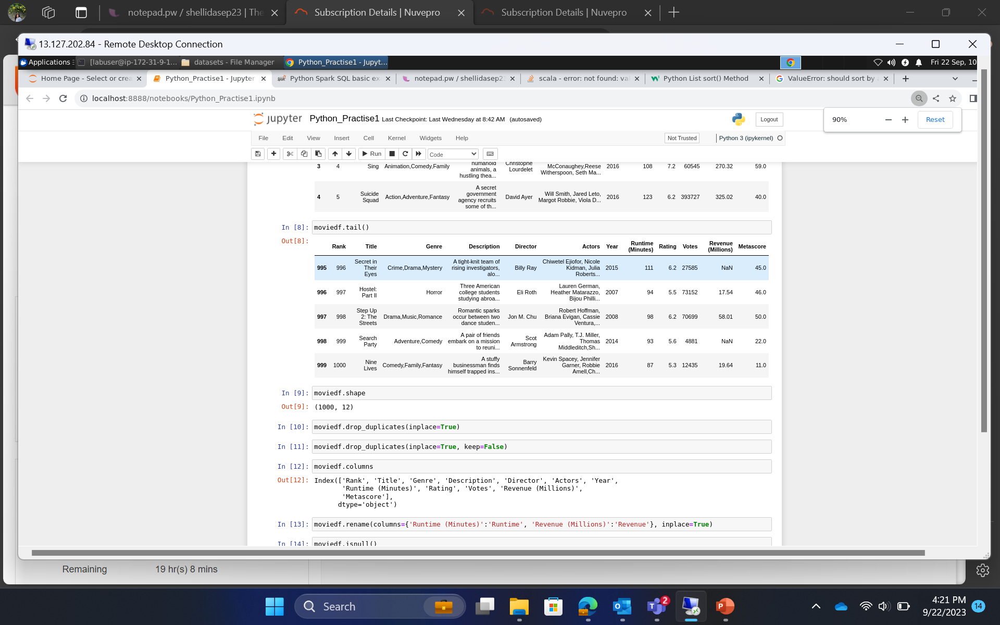 notepad.pw / shellidasep23 | The
Subscription Details | Nuvepro
Subscription Details | Nuvepro
13.127.202.84 - Remote Desktop Connection
Applications
[labuser@ip-172-31-9-1...
datasets - File Manager
Python_Practise1 - Jupyt...
Fri 22 Sep, 10
Home Page - Select or crea
Python_Practise1 - Jupyter
Python Spark SQL basic ex
notepad.pw / shellidasep23
scala - error: not found: va
Python List sort() Method
ValueError: should sort by
localhost:8888/notebooks/Python_Practise1.ipynb
jupyter Python_Practise1 Last Checkpoint: Last Wednesday at 8:42 AM (autosaved)
Logout
90%
Reset
File Edit View Insert Cell Kernel Widgets Help
Not Trusted
Python 3 (ipykernel)
Run
Code
3 4 Sing Animation,Comedy,Family humanoid animals, a hustling thea... Christophe Lourdelet McConaughey,Reese Witherspoon, Seth Ma... 2016 108 7.2 60545 270.32 59.0
4 5 Suicide Squad Action,Adventure,Fantasy A secret government agency recruits some of th... David Ayer Will Smith, Jared Leto, Margot Robbie, Viola D... 2016 123 6.2 393727 325.02 40.0
In [8]: moviedf.tail()
Out[8]:
Rank Title Genre Description Director Actors Year Runtime (Minutes) Rating Votes Revenue (Millions) Metascore
995 996 Secret in Their Eyes Crime,Drama,Mystery A tight-knit team of rising investigators, alo... Billy Ray Chiwetel Ejiofor, Nicole Kidman, Julia Roberts... 2015 111 6.2 27585 NaN 45.0
996 997 Hostel: Part II Horror Three American college students studying abroa... Eli Roth Lauren German, Heather Matarazzo, Bijou Philli... 2007 94 5.5 73152 17.54 46.0
997 998 Step Up 2: The Streets Drama,Music,Romance Romantic sparks occur between two dance studen... Jon M. Chu Robert Hoffman, Briana Evigan, Cassie Ventura,... 2008 98 6.2 70699 58.01 50.0
998 999 Search Party Adventure,Comedy A pair of friends embark on a mission to reuni... Scot Armstrong Adam Pally, T.J. Miller, Thomas Middleditch,Sh... 2014 93 5.6 4881 NaN 22.0
999 1000 Nine Lives Comedy,Family,Fantasy A stuffy businessman finds himself trapped ins... Barry Sonnenfeld Kevin Spacey, Jennifer Garner, Robbie Amell,Ch... 2016 87 5.3 12435 19.64 11.0
In [9]: moviedf.shape
Out[9]: (1000, 12)
In [10]: moviedf.drop_duplicates(inplace=True)
In [11]: moviedf.drop_duplicates(inplace=True, keep=False)
In [12]: moviedf.columns
Out[12]: Index(['Rank', 'Title', 'Genre', 'Description', 'Director', 'Actors', 'Year',
'Runtime (Minutes)', 'Rating', 'Votes', 'Revenue (Millions)',
'Metascore'],
dtype='object')
In [13]: moviedf.rename(columns={'Runtime (Minutes)':'Runtime', 'Revenue (Millions)':'Revenue'}, inplace=True)
In [14]: moviedf.isnull()
Remaining 19 hr(s) 8 mins
Search
2
4:21 PM
9/22/2023
14